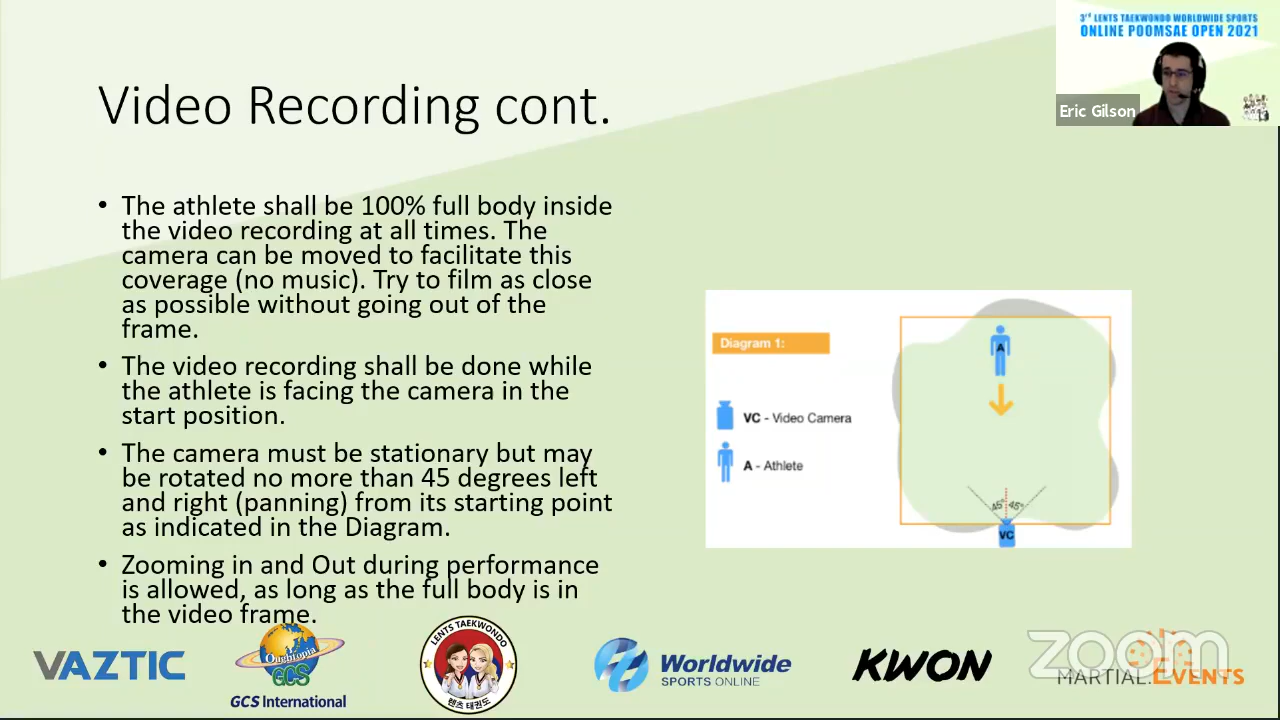 3rd LENTS TAEKWONDO WORLDWIDE SPORTS
ONLINE POOMSAE OPEN 2021
Eric Gilson
Video Recording cont.
• The athlete shall be 100% full body inside
the video recording at all times. The
camera can be moved to facilitate this
coverage (no music). Try to film as close
as possible without going out of the
frame.
• The video recording shall be done while
the athlete is facing the camera in the
start position.
• The camera must be stationary but may
be rotated no more than 45 degrees left
and right (panning) from its starting point
as indicated in the Diagram.
• Zooming in and Out during performance
is allowed, as long as the full body is in
the video frame.
Diagram 1:
VC - Video Camera
A - Athlete
A
45° 45°
VC
VAZTIC
Oughtopia
GCS
GCS International
LENTS TAEKWONDO
렌츠 태권도
Worldwide
SPORTS ONLINE
KWON
zoom
MARTIAL.EVENTS